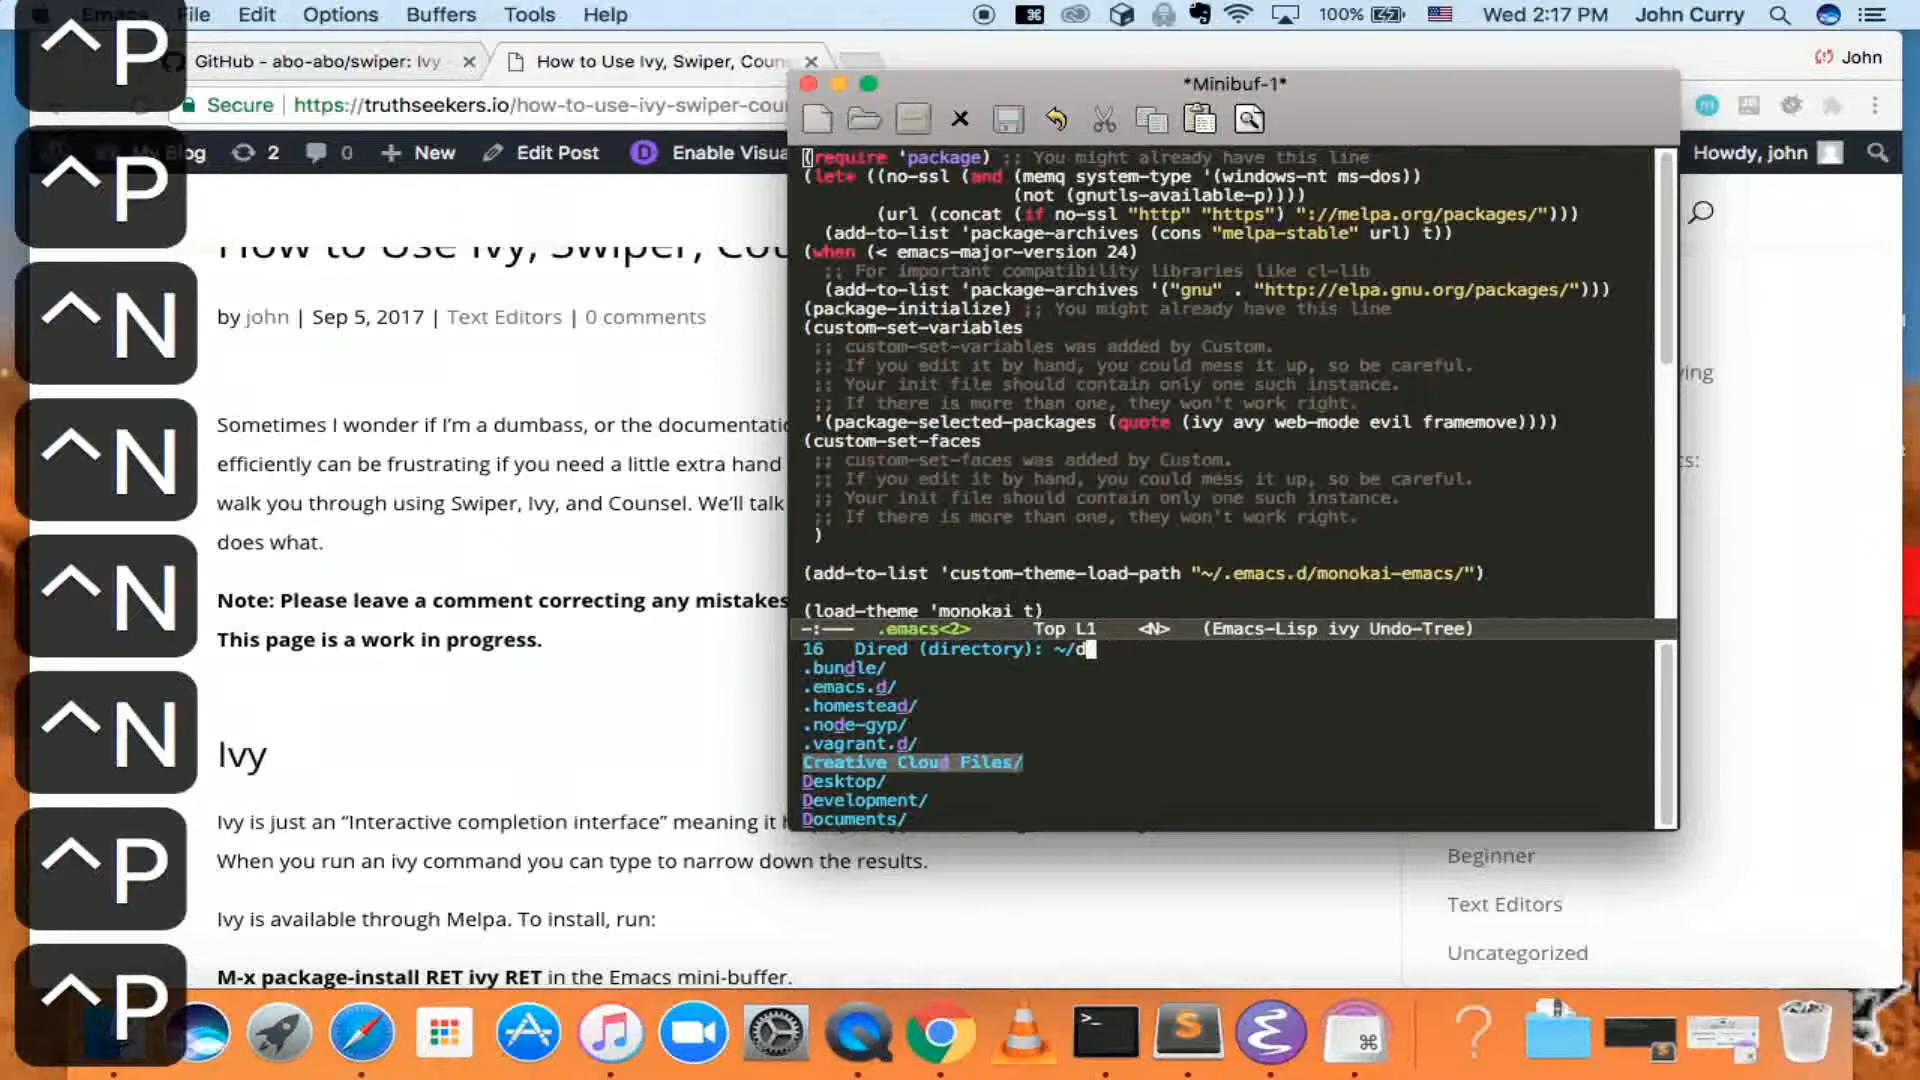 Emacs File Edit Options Buffers Tools Help 100% Wed 2:17 PM John Curry
GitHub - abo-abo/swiper: Ivy
How to Use Ivy, Swiper, Coun
John
Secure https://truthseekers.io/how-to-use-ivy-swiper-cou
My Blog 2 0 New Edit Post Enable Visua
Howdy, john
^P
^P
^N
^N
^N
^N
^P
^P
How to Use Ivy, Swiper, Cou
by john | Sep 5, 2017 | Text Editors | 0 comments
Sometimes I wonder if I’m a dumbass, or the documentatio
efficiently can be frustrating if you need a little extra hand
walk you through using Swiper, Ivy, and Counsel. We’ll talk
does what.
Note: Please leave a comment correcting any mistakes
This page is a work in progress.
Ivy
Ivy is just an “Interactive completion interface” meaning it
When you run an ivy command you can type to narrow down the results.
Ivy is available through Melpa. To install, run:
M-x package-install RET ivy RET in the Emacs mini-buffer.
*Minibuf-1*
(require 'package) ;; You might already have this line
(let* ((no-ssl (and (memq system-type '(windows-nt ms-dos))
(not (gnutls-available-p))))
(url (concat (if no-ssl "http" "https") "://melpa.org/packages/")))
(add-to-list 'package-archives (cons "melpa-stable" url) t))
(when (< emacs-major-version 24)
;; For important compatibility libraries like cl-lib
(add-to-list 'package-archives '("gnu" . "http://elpa.gnu.org/packages/")))
(package-initialize) ;; You might already have this line
(custom-set-variables
;; custom-set-variables was added by Custom.
;; If you edit it by hand, you could mess it up, so be careful.
;; Your init file should contain only one such instance.
;; If there is more than one, they won't work right.
'(package-selected-packages (quote (ivy avy web-mode evil framemove))))
(custom-set-faces
;; custom-set-faces was added by Custom.
;; If you edit it by hand, you could mess it up, so be careful.
;; Your init file should contain only one such instance.
;; If there is more than one, they won't work right.
)
(add-to-list 'custom-theme-load-path "~/.emacs.d/monokai-emacs/")
(load-theme 'monokai t)
-:--- .emacs<2> Top L1 <N> (Emacs-Lisp ivy Undo-Tree)
16 Dired (directory): ~/d
.bundle/
.emacs.d/
.homestead/
.node-gyp/
.vagrant.d/
Creative Cloud Files/
Desktop/
Development/
Documents/
ying
s:
Beginner
Text Editors
Uncategorized